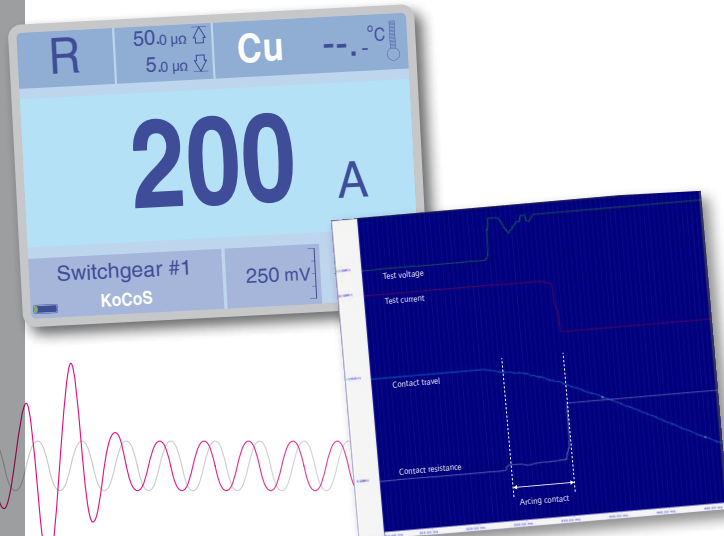 R
50.0 µΩ
5.0 µΩ
Cu
--.- °C
200 A
Switchgear #1
KoCoS
250 mV
Test voltage
Test current
Contact travel
Contact resistance
Arcing contact